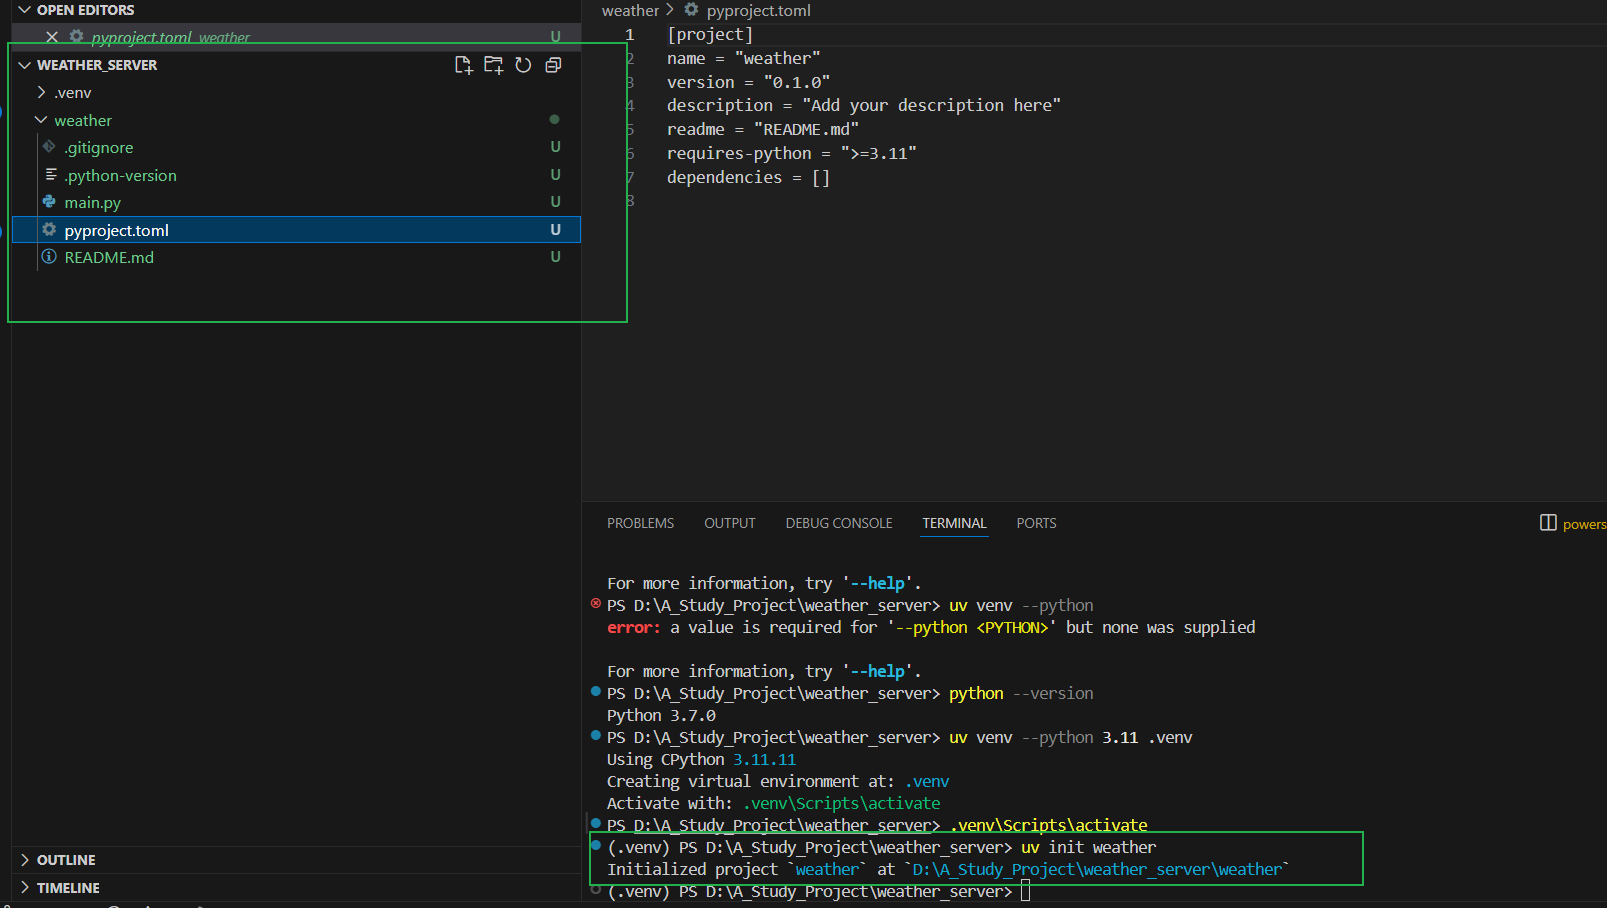 OPEN EDITORS
pyproject.toml weather U
WEATHER_SERVER
.venv
weather
.gitignore U
.python-version U
main.py U
pyproject.toml U
README.md U
OUTLINE
TIMELINE
weather > pyproject.toml
1 [project]
2 name = "weather"
3 version = "0.1.0"
4 description = "Add your description here"
5 readme = "README.md"
6 requires-python = ">=3.11"
7 dependencies = []
8
PROBLEMS OUTPUT DEBUG CONSOLE TERMINAL PORTS
powers
For more information, try '--help'.
PS D:\A_Study_Project\weather_server> uv venv --python
error: a value is required for '--python <PYTHON>' but none was supplied
For more information, try '--help'.
PS D:\A_Study_Project\weather_server> python --version
Python 3.7.0
PS D:\A_Study_Project\weather_server> uv venv --python 3.11 .venv
Using CPython 3.11.11
Creating virtual environment at: .venv
Activate with: .venv\Scripts\activate
PS D:\A_Study_Project\weather_server> .venv\Scripts\activate
(.venv) PS D:\A_Study_Project\weather_server> uv init weather
Initialized project `weather` at `D:\A_Study_Project\weather_server\weather`
(.venv) PS D:\A_Study_Project\weather_server>